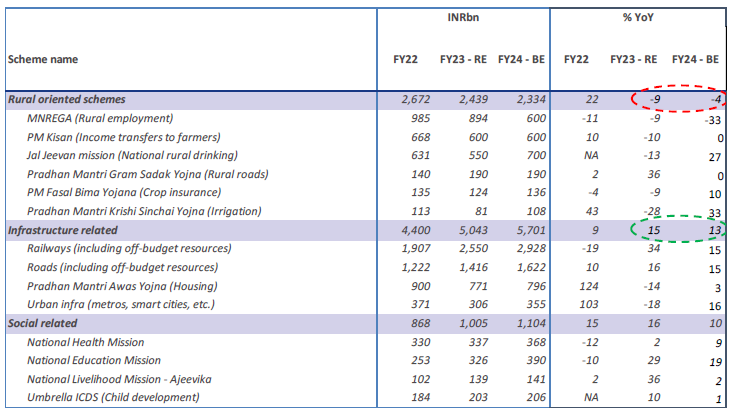 INRbn % YoY
Scheme name FY22 FY23 - RE FY24 - BE FY22 FY23 - RE FY24 - BE
Rural oriented schemes 2,672 2,439 2,334 22 -9 -4
MNREGA (Rural employment) 985 894 600 -11 -9 -33
PM Kisan (Income transfers to farmers) 668 600 600 10 -10 0
Jal Jeevan mission (National rural drinking) 631 550 700 NA -13 27
Pradhan Mantri Gram Sadak Yojna (Rural roads) 140 190 190 2 36 0
PM Fasal Bima Yojana (Crop insurance) 135 124 136 -4 -9 10
Pradhan Mantri Krishi Sinchai Yojna (Irrigation) 113 81 108 43 -28 33
Infrastructure related 4,400 5,043 5,701 9 15 13
Railways (including off-budget resources) 1,907 2,550 2,928 -19 34 15
Roads (including off-budget resources) 1,222 1,416 1,622 10 16 15
Pradhan Mantri Awas Yojna (Housing) 900 771 796 124 -14 3
Urban infra (metros, smart cities, etc.) 371 306 355 103 -18 16
Social related 868 1,005 1,104 15 16 10
National Health Mission 330 337 368 -12 2 9
National Education Mission 253 326 390 -10 29 19
National Livelihood Mission - Ajeevika 102 139 141 2 36 2
Umbrella ICDS (Child development) 184 203 206 NA 10 1